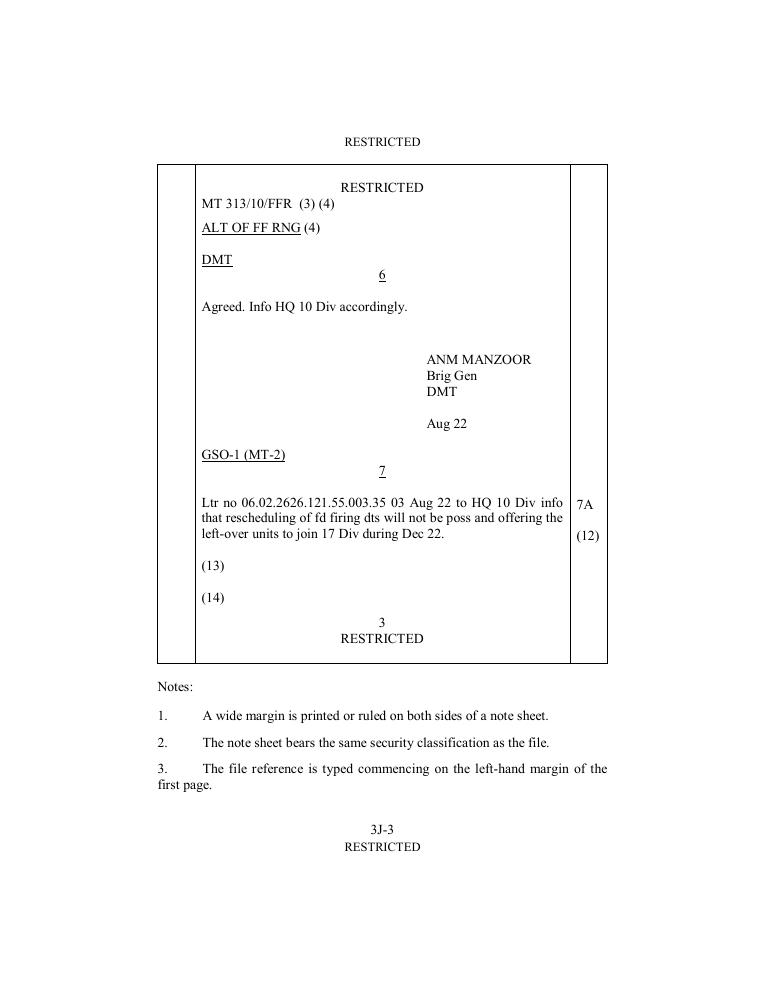 RESTRICTED
RESTRICTED
MT 313/10/FFR  (3) (4)
ALT OF FF RNG (4)
DMT
6
Agreed. Info HQ 10 Div accordingly.
ANM MANZOOR
Brig Gen
DMT
Aug 22
GSO-1 (MT-2)
7
Ltr no 06.02.2626.121.55.003.35 03 Aug 22 to HQ 10 Div info
that rescheduling of fd firing dts will not be poss and offering the
left-over units to join 17 Div during Dec 22.
7A
(12)
(13)
(14)
3
RESTRICTED
Notes:
1. A wide margin is printed or ruled on both sides of a note sheet.
2. The note sheet bears the same security classification as the file.
3. The file reference is typed commencing on the left-hand margin of the
first page.
3J-3
RESTRICTED